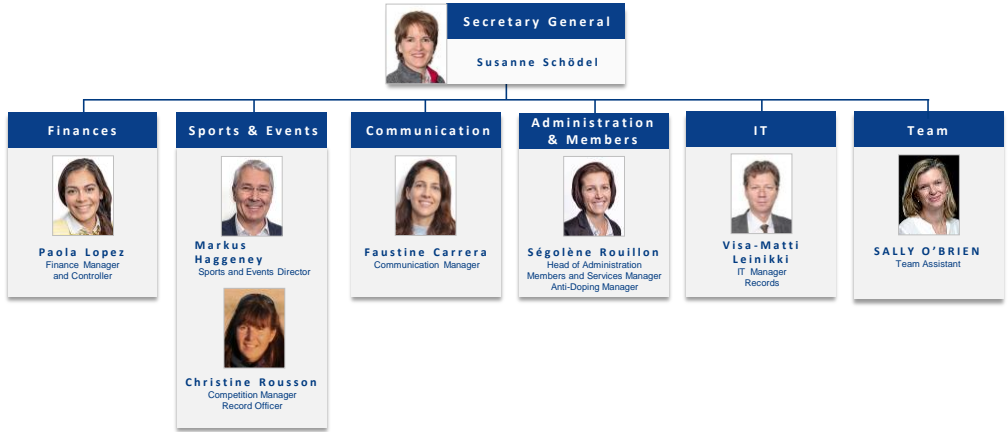 Secretary General
Susanne Schödel
Finances
Paola Lopez
Finance Manager
and Controller
Sports & Events
Markus
Haggeney
Sports and Events Director
Christine Rousson
Competition Manager
Record Officer
Communication
Faustine Carrera
Communication Manager
Administration
& Members
Ségolène Rouillon
Head of Administration
Members and Services Manager
Anti-Doping Manager
IT
Visa-Matti
Leinikki
IT Manager
Records
Team
SALLY O’BRIEN
Team Assistant